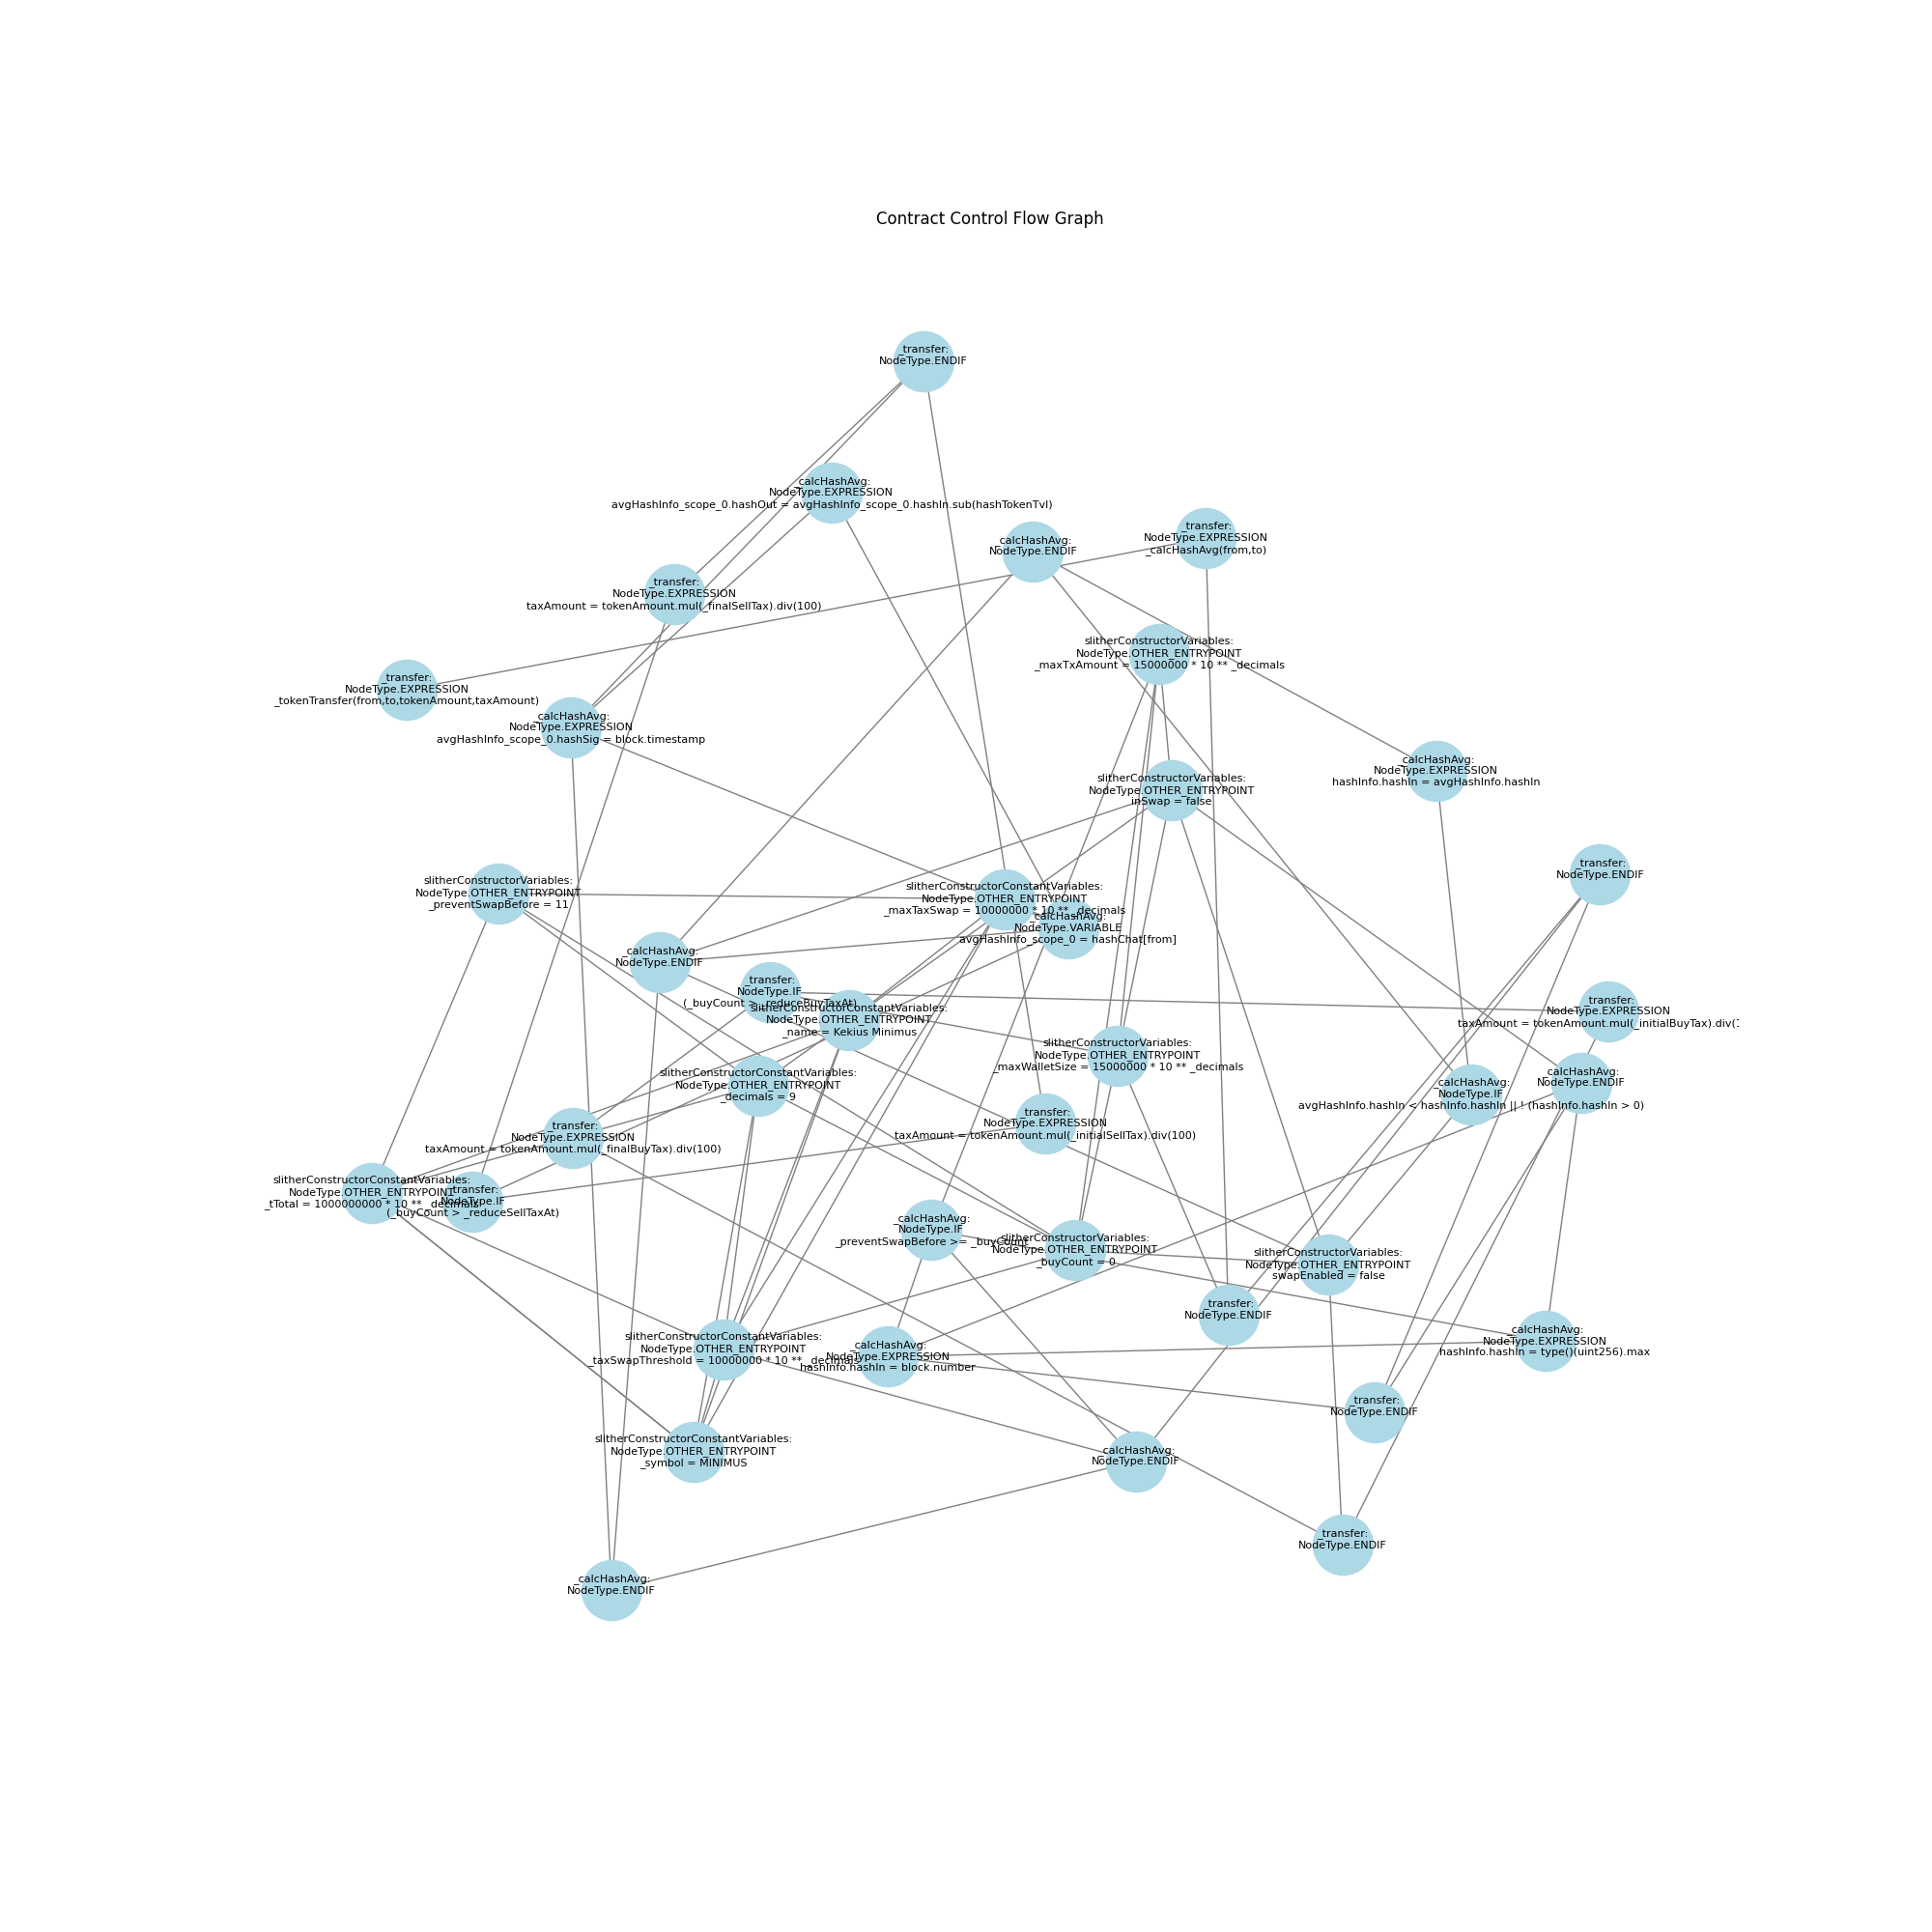 Contract Control Flow Graph
_transfer:
NodeType.ENDIF
_calcHashAvg:
NodeType.EXPRESSION
avgHashInfo_scope_0.hashOut = avgHashInfo_scope_0.hashIn.sub(hashTokenTvl)
_transfer:
NodeType.EXPRESSION
_calcHashAvg(from,to)
_calcHashAvg:
NodeType.ENDIF
_transfer:
NodeType.EXPRESSION
taxAmount = tokenAmount.mul(_finalSellTax).div(100)
slitherConstructorVariables:
NodeType.OTHER_ENTRYPOINT
_maxTxAmount = 15000000 * 10 ** _decimals
_transfer:
NodeType.EXPRESSION
_tokenTransfer(from,to,tokenAmount,taxAmount)
_calcHashAvg:
NodeType.EXPRESSION
avgHashInfo_scope_0.hashSig = block.timestamp
_calcHashAvg:
NodeType.EXPRESSION
hashInfo.hashIn = avgHashInfo.hashIn
slitherConstructorVariables:
NodeType.OTHER_ENTRYPOINT
inSwap = false
_transfer:
NodeType.ENDIF
slitherConstructorVariables:
NodeType.OTHER_ENTRYPOINT
_preventSwapBefore = 11
slitherConstructorConstantVariables:
NodeType.OTHER_ENTRYPOINT
_maxTaxSwap = 10000000 * 10 ** _decimals
_calcHashAvg:
NodeType.VARIABLE
avgHashInfo_scope_0 = hashChat[from]
_calcHashAvg:
NodeType.ENDIF
_transfer:
NodeType.IF
(_buyCount > _reduceBuyTaxAt)
slitherConstructorConstantVariables:
NodeType.OTHER_ENTRYPOINT
_name = Kekius Minimus
_transfer:
NodeType.EXPRESSION
taxAmount = tokenAmount.mul(_initialBuyTax).div(
slitherConstructorVariables:
NodeType.OTHER_ENTRYPOINT
_maxWalletSize = 15000000 * 10 ** _decimals
slitherConstructorConstantVariables:
NodeType.OTHER_ENTRYPOINT
_decimals = 9
_calcHashAvg:
NodeType.ENDIF
_calcHashAvg:
NodeType.IF
avgHashInfo.hashIn < hashInfo.hashIn || ! (hashInfo.hashIn > 0)
_transfer:
NodeType.EXPRESSION
taxAmount = tokenAmount.mul(_initialSellTax).div(100)
_transfer:
NodeType.EXPRESSION
taxAmount = tokenAmount.mul(_finalBuyTax).div(100)
slitherConstructorConstantVariables:
NodeType.OTHER_ENTRYPOINT
_tTotal = 1000000000 * 10 ** _decimals
_transfer:
NodeType.IF
(_buyCount > _reduceSellTaxAt)
_calcHashAvg:
NodeType.IF
_preventSwapBefore >= _buyCount
slitherConstructorVariables:
NodeType.OTHER_ENTRYPOINT
_buyCount = 0
slitherConstructorVariables:
NodeType.OTHER_ENTRYPOINT
swapEnabled = false
_transfer:
NodeType.ENDIF
slitherConstructorConstantVariables:
NodeType.OTHER_ENTRYPOINT
_taxSwapThreshold = 10000000 * 10 ** _decimals
_calcHashAvg:
NodeType.EXPRESSION
hashInfo.hashIn = block.number
_calcHashAvg:
NodeType.EXPRESSION
hashInfo.hashIn = type()(uint256).max
_transfer:
NodeType.ENDIF
slitherConstructorConstantVariables:
NodeType.OTHER_ENTRYPOINT
_symbol = MINIMUS
_calcHashAvg:
NodeType.ENDIF
_transfer:
NodeType.ENDIF
_calcHashAvg:
NodeType.ENDIF